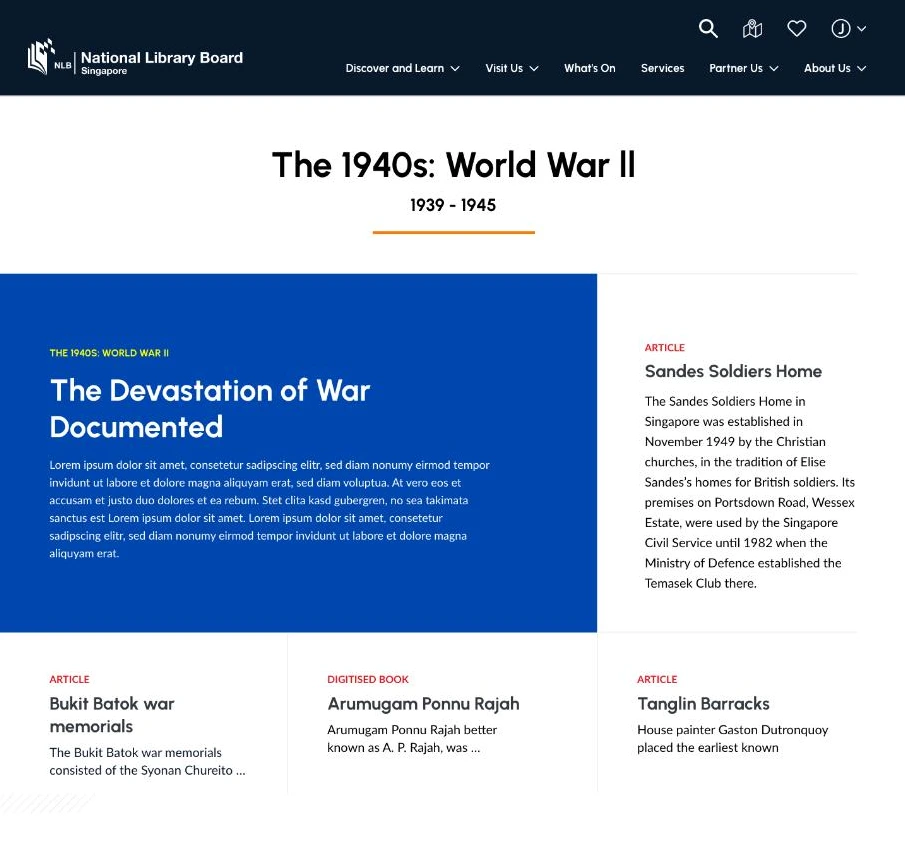 NLB
National Library Board
Singapore
J
Discover and Learn
Visit Us
What's On
Services
Partner Us
About Us
The 1940s: World War ll
1939 - 1945
THE 1940S: WORLD WAR II
The Devastation of War
Documented
Lorem ipsum dolor sit amet, consetetur sadipscing elitr, sed diam nonumy eirmod tempor
invidunt ut labore et dolore magna aliquyam erat, sed diam voluptua. At vero eos et
accusam et justo duo dolores et ea rebum. Stet clita kasd gubergren, no sea takimata
sanctus est Lorem ipsum dolor sit amet. Lorem ipsum dolor sit amet, consetetur
sadipscing elitr, sed diam nonumy eirmod tempor invidunt ut labore et dolore magna
aliquyam erat.
ARTICLE
Sandes Soldiers Home
The Sandes Soldiers Home in
Singapore was established in
November 1949 by the Christian
churches, in the tradition of Elise
Sandes's homes for British soldiers. Its
premises on Portsdown Road, Wessex
Estate, were used by the Singapore
Civil Service until 1982 when the
Ministry of Defence established the
Temasek Club there.
ARTICLE
Bukit Batok war
memorials
The Bukit Batok war memorials
consisted of the Syonan Chureito ...
DIGITISED BOOK
Arumugam Ponnu Rajah
Arumugam Ponnu Rajah better
known as A. P. Rajah, was ...
ARTICLE
Tanglin Barracks
House painter Gaston Dutronquoy
placed the earliest known